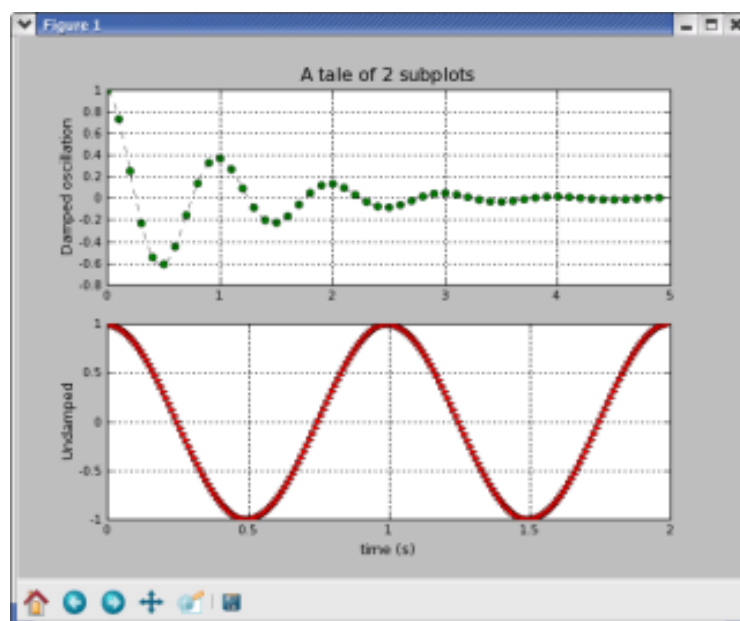 Figure 1
A tale of 2 subplots
Damped oscillation
1
0.8
0.6
0.4
0.2
0
-0.2
-0.4
-0.6
-0.8
0 1 2 3 4 5
Undamped
1
0.5
0
-0.5
-1
0 0.5 1 1.5 2
time (s)